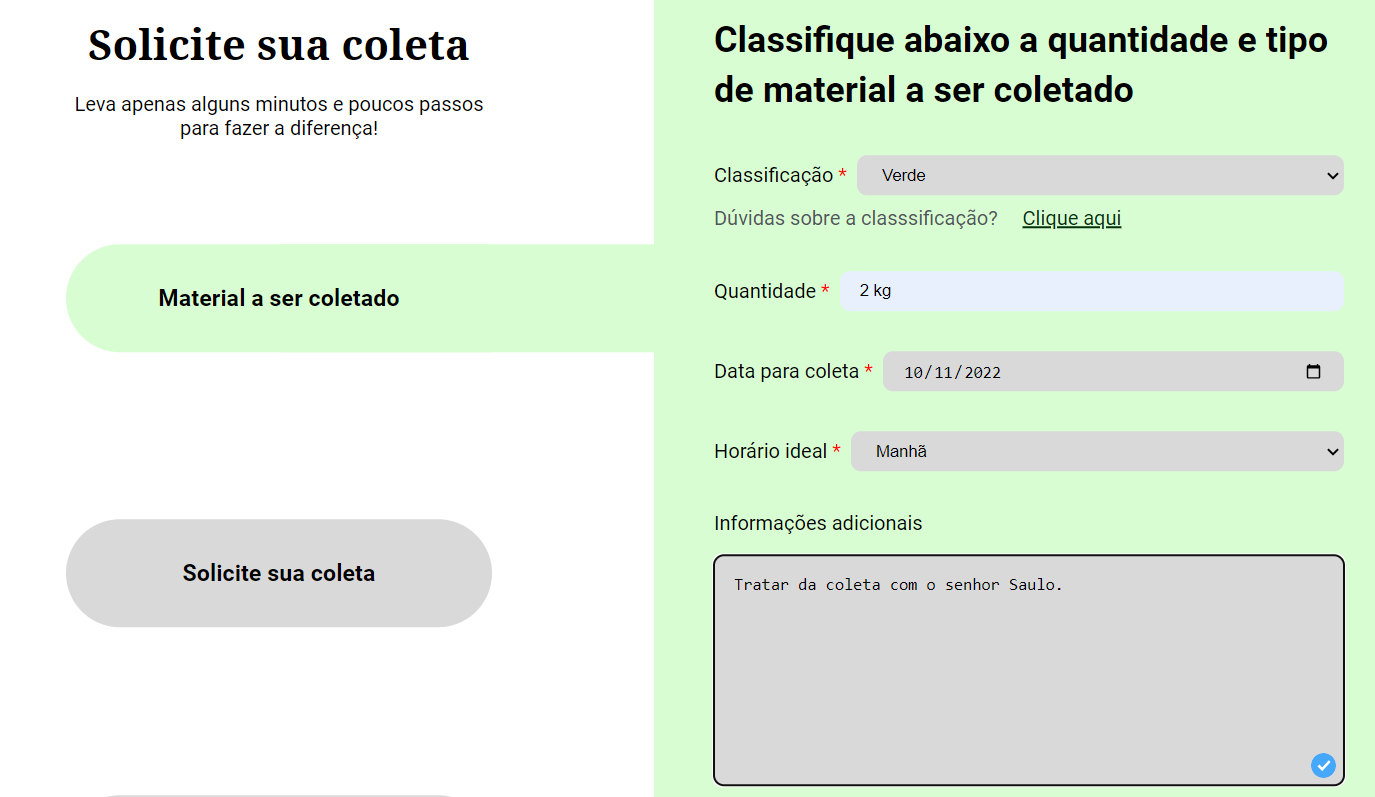 Solicite sua coleta
Leva apenas alguns minutos e poucos passos
para fazer a diferença!
Material a ser coletado
Solicite sua coleta
Classifique abaixo a quantidade e tipo
de material a ser coletado
Classificação * Verde
Dúvidas sobre a classsificação? Clique aqui
Quantidade * 2 kg
Data para coleta * 10/11/2022
Horário ideal * Manhã
Informações adicionais
Tratar da coleta com o senhor Saulo.